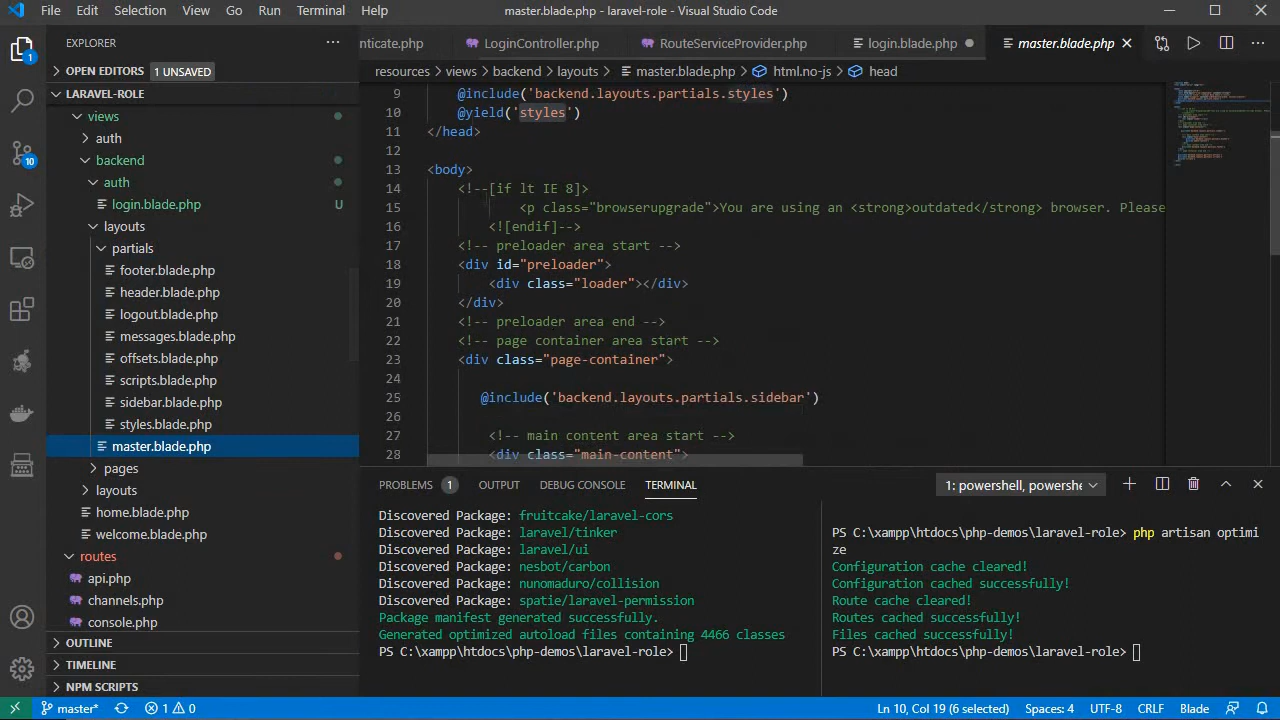 File Edit Selection View Go Run Terminal Help master.blade.php - laravel-role - Visual Studio Code
EXPLORER
OPEN EDITORS 1 UNSAVED
LARAVEL-ROLE
views
auth
backend
auth
login.blade.php U
layouts
partials
footer.blade.php
header.blade.php
logout.blade.php
messages.blade.php
offsets.blade.php
scripts.blade.php
sidebar.blade.php
styles.blade.php
master.blade.php
pages
layouts
home.blade.php
welcome.blade.php
routes
api.php
channels.php
console.php
OUTLINE
TIMELINE
NPM SCRIPTS
1
10
nticate.php LoginController.php RouteServiceProvider.php login.blade.php master.blade.php
resources > views > backend > layouts > master.blade.php > html.no-js > head
9 @include('backend.layouts.partials.styles')
10 @yield('styles')
11 </head>
12
13 <body>
14 <!--[if lt IE 8]>
15 <p class="browserupgrade">You are using an <strong>outdated</strong> browser. Please
16 <![endif]-->
17 <!-- preloader area start -->
18 <div id="preloader">
19 <div class="loader"></div>
20 </div>
21 <!-- preloader area end -->
22 <!-- page container area start -->
23 <div class="page-container">
24
25 @include('backend.layouts.partials.sidebar')
26
27 <!-- main content area start -->
28 <div class="main-content">
PROBLEMS 1 OUTPUT DEBUG CONSOLE TERMINAL 1: powershell, powershe
Discovered Package: fruitcake/laravel-cors
Discovered Package: laravel/tinker
Discovered Package: laravel/ui
Discovered Package: nesbot/carbon
Discovered Package: nunomaduro/collision
Discovered Package: spatie/laravel-permission
Package manifest generated successfully.
Generated optimized autoload files containing 4466 classes
PS C:\xampp\htdocs\php-demos\laravel-role>
PS C:\xampp\htdocs\php-demos\laravel-role> php artisan optimi
ze
Configuration cache cleared!
Configuration cached successfully!
Route cache cleared!
Routes cached successfully!
Files cached successfully!
PS C:\xampp\htdocs\php-demos\laravel-role>
master* 1 0 Ln 10, Col 19 (6 selected) Spaces: 4 UTF-8 CRLF Blade